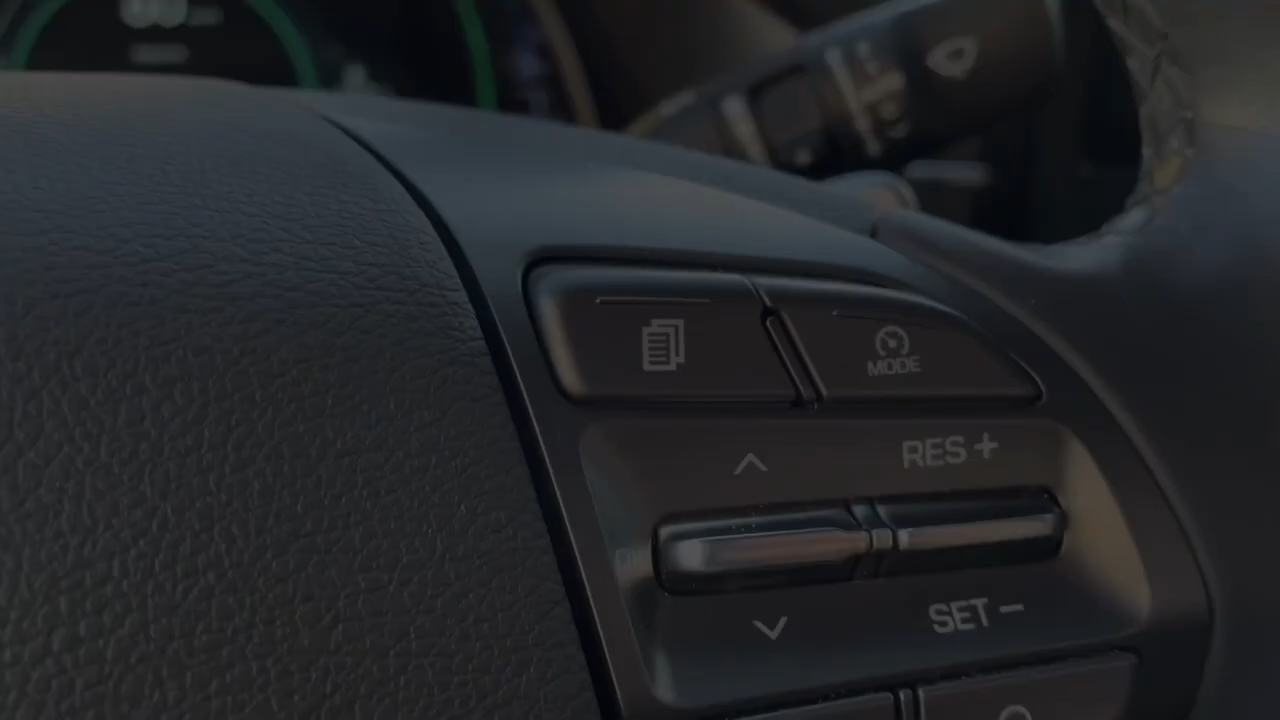 MODE
RES +
SET –